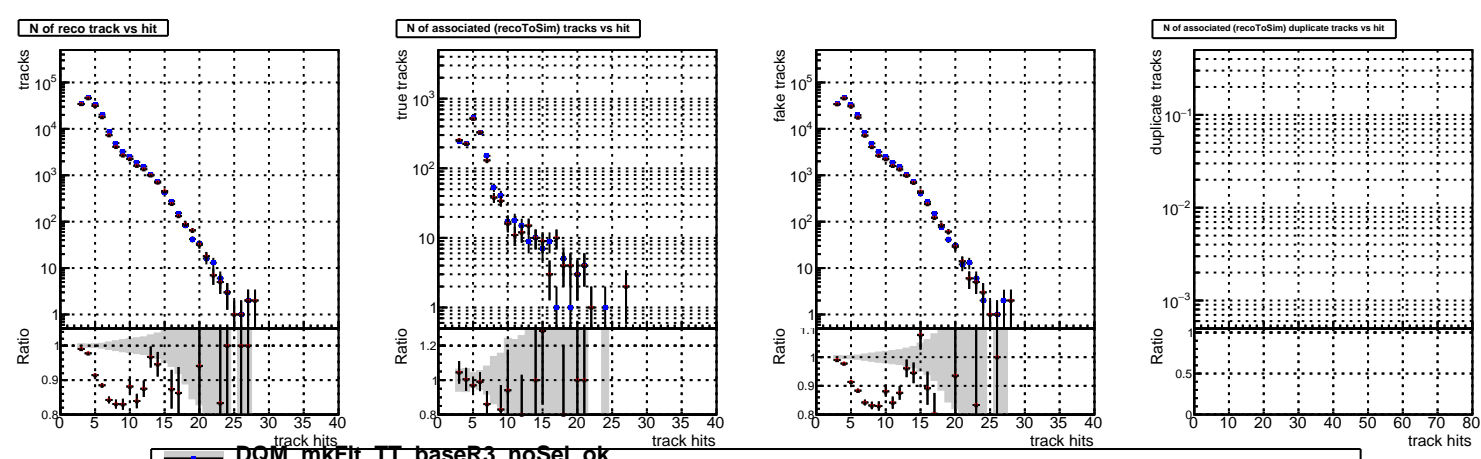 N of reco track vs hit
N of associated (recoToSim) tracks vs hit
N of associated (recoToSim) duplicate tracks vs hit
tracks
10^5
10^4
10^3
10^2
10
1
Ratio
1
0.9
0.8
0 5 10 15 20 25 30 35 40
track hits
true tracks
10^3
10^2
10
1
Ratio
1.2
1
0.8
0 5 10 15 20 25 30 35 40
track hits
fake tracks
10^5
10^4
10^3
10^2
10
1
Ratio
1.1
1
0.9
0.8
0 5 10 15 20 25 30 35 40
track hits
duplicate tracks
10^−1
10^−2
10^−3
Ratio
1
0.5
0
0 10 20 30 40 50 60 70 80
track hits
DQM_mkFit_TT_baseR3_noSel_ok